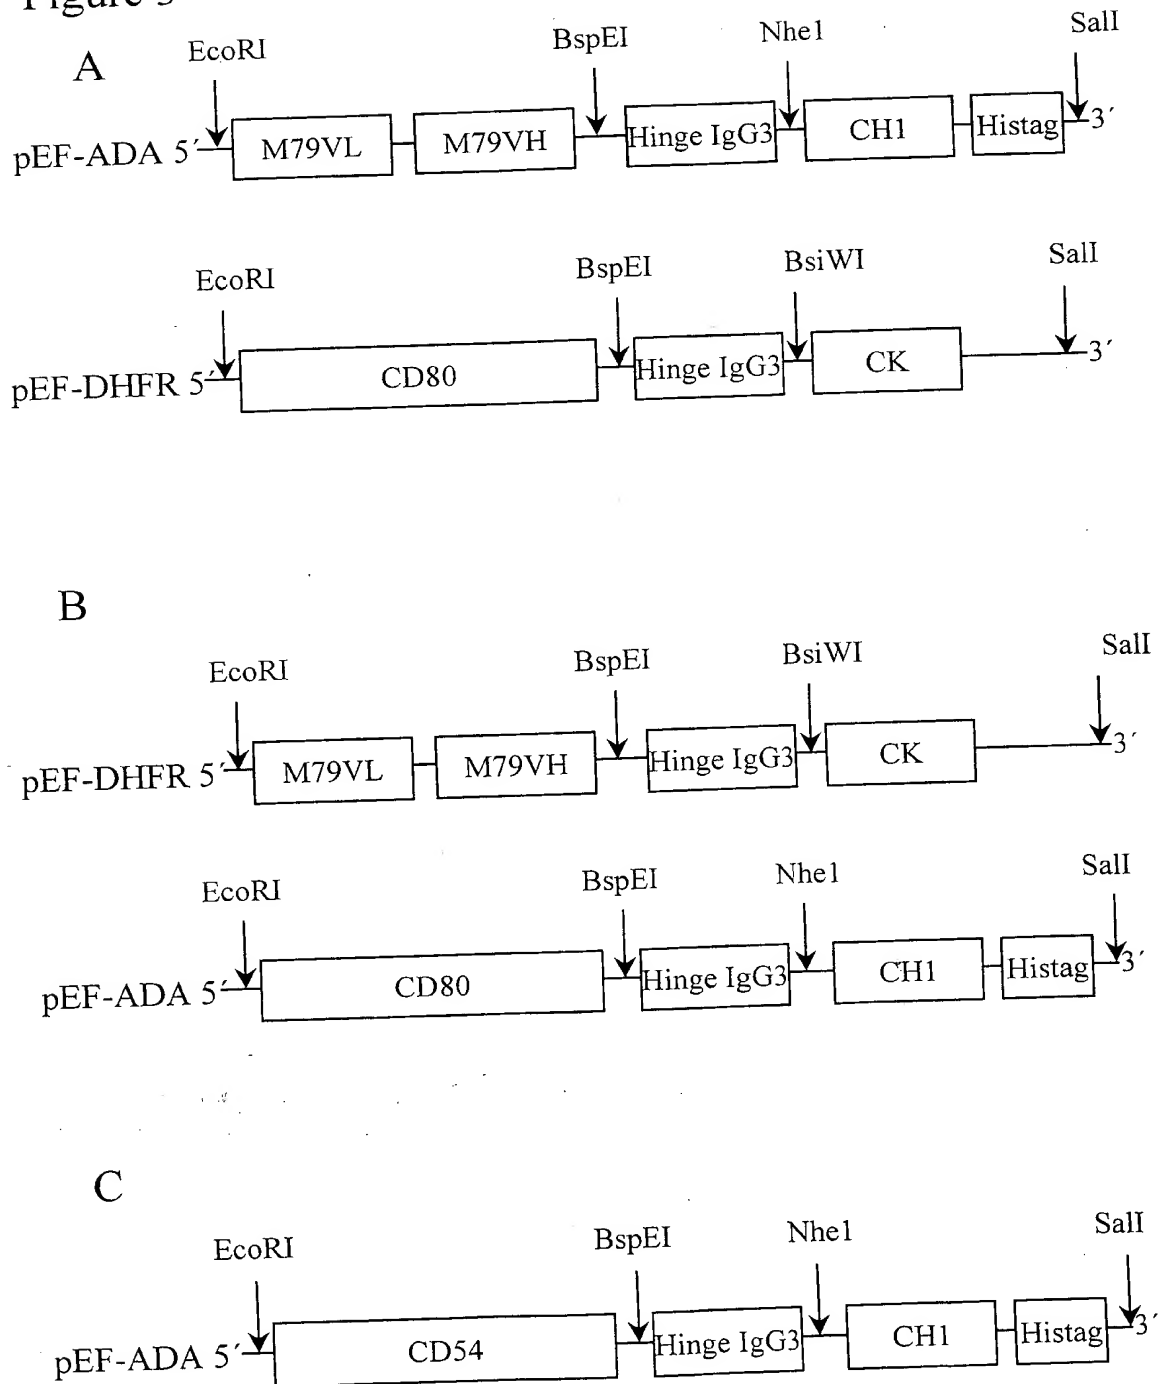 A
EcoRI BspEI Nhe1 SalI
pEF-ADA 5´ M79VL M79VH Hinge IgG3 CH1 Histag 3´
EcoRI BspEI BsiWI SalI
pEF-DHFR 5´ CD80 Hinge IgG3 CK 3´
B
EcoRI BspEI BsiWI SalI
pEF-DHFR 5´ M79VL M79VH Hinge IgG3 CK 3´
EcoRI BspEI Nhe1 SalI
pEF-ADA 5´ CD80 Hinge IgG3 CH1 Histag 3´
C
EcoRI BspEI Nhe1 SalI
pEF-ADA 5´ CD54 Hinge IgG3 CH1 Histag 3´